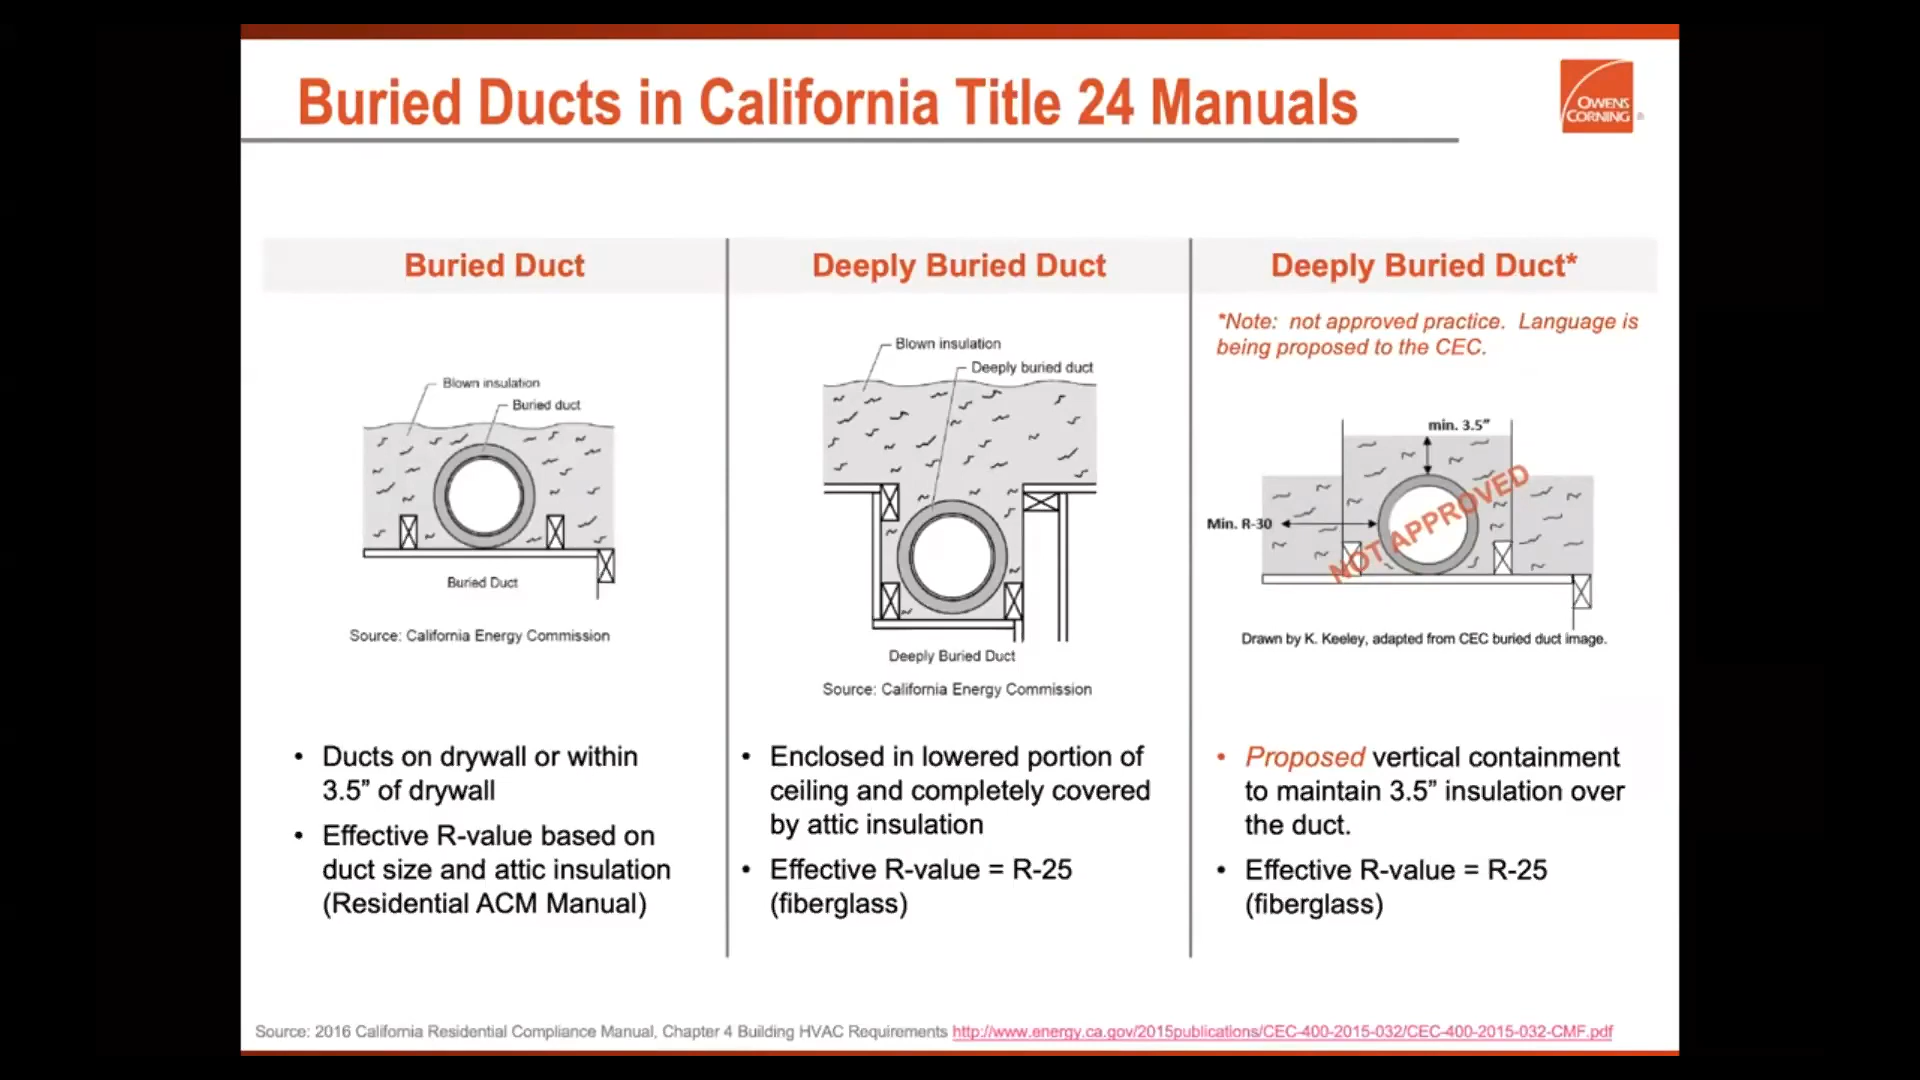 Buried Ducts in California Title 24 Manuals
OWENS
CORNING
®
Buried Duct
Blown insulation
Buried duct
Buried Duct
Source: California Energy Commission
• Ducts on drywall or within
3.5” of drywall
• Effective R-value based on
duct size and attic insulation
(Residential ACM Manual)
Deeply Buried Duct
Blown insulation
Deeply buried duct
Deeply Buried Duct
Source: California Energy Commission
• Enclosed in lowered portion of
ceiling and completely covered
by attic insulation
• Effective R-value = R-25
(fiberglass)
Deeply Buried Duct*
*Note: not approved practice. Language is
being proposed to the CEC.
min. 3.5”
Min. R-30
NOT APPROVED
Drawn by K. Keeley, adapted from CEC buried duct image.
• Proposed vertical containment
to maintain 3.5” insulation over
the duct.
• Effective R-value = R-25
(fiberglass)
Source: 2016 California Residential Compliance Manual, Chapter 4 Building HVAC Requirements http://www.energy.ca.gov/2015publications/CEC-400-2015-032/CEC-400-2015-032-CMF.pdf